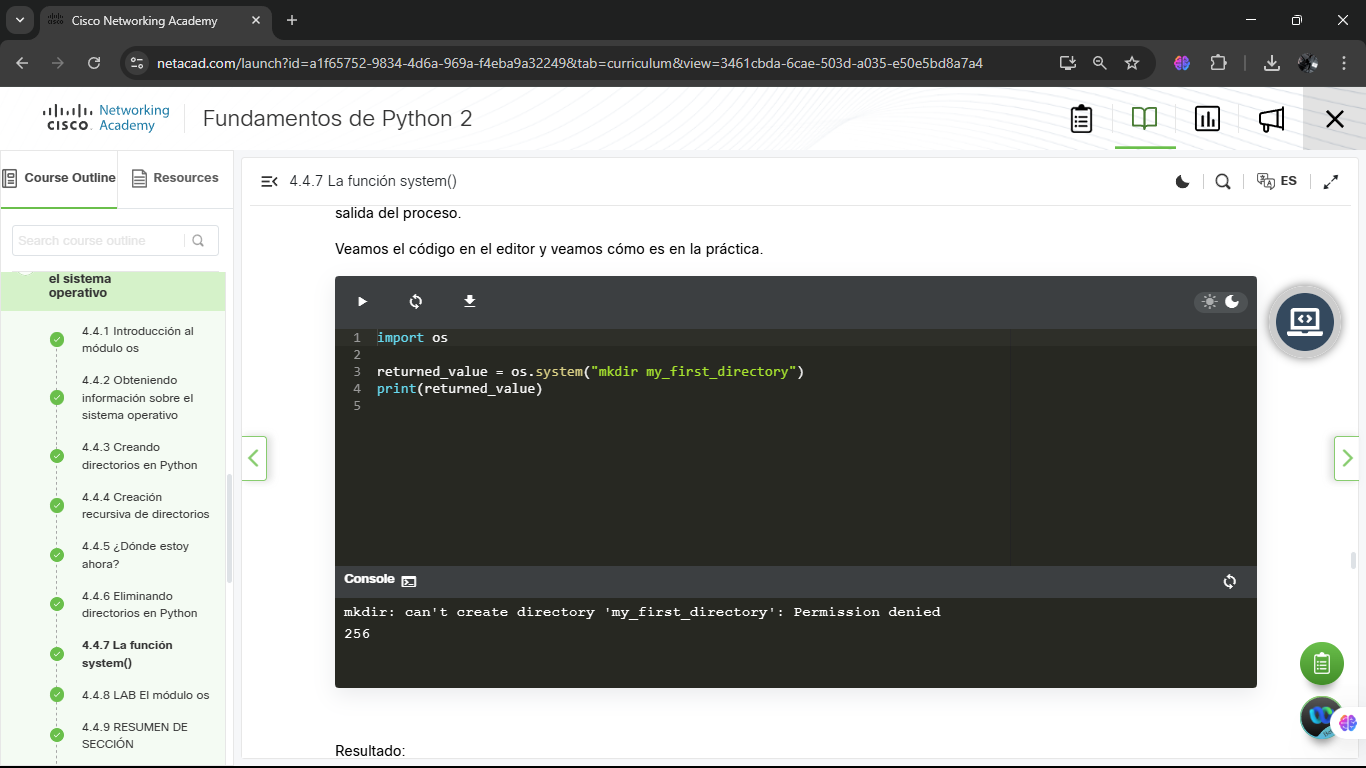 Cisco Networking Academy
netacad.com/launch?id=a1f65752-9834-4d6a-969a-f4eba9a32249&tab=curriculum&view=3461cbda-6cae-503d-a035-e50e5bd8a7a4
CISCO Networking Academy
Fundamentos de Python 2
Course Outline
Resources
4.4.7 La función system()
ES
Search course outline
el sistema
operativo
4.4.1 Introducción al
módulo os
4.4.2 Obteniendo
información sobre el
sistema operativo
4.4.3 Creando
directorios en Python
4.4.4 Creación
recursiva de directorios
4.4.5 ¿Dónde estoy
ahora?
4.4.6 Eliminando
directorios en Python
4.4.7 La función
system()
4.4.8 LAB El módulo os
4.4.9 RESUMEN DE
SECCIÓN
salida del proceso.
Veamos el código en el editor y veamos cómo es en la práctica.
1 import os
2
3 returned_value = os.system("mkdir my_first_directory")
4 print(returned_value)
5
Console
mkdir: can't create directory 'my_first_directory': Permission denied
256
Resultado: